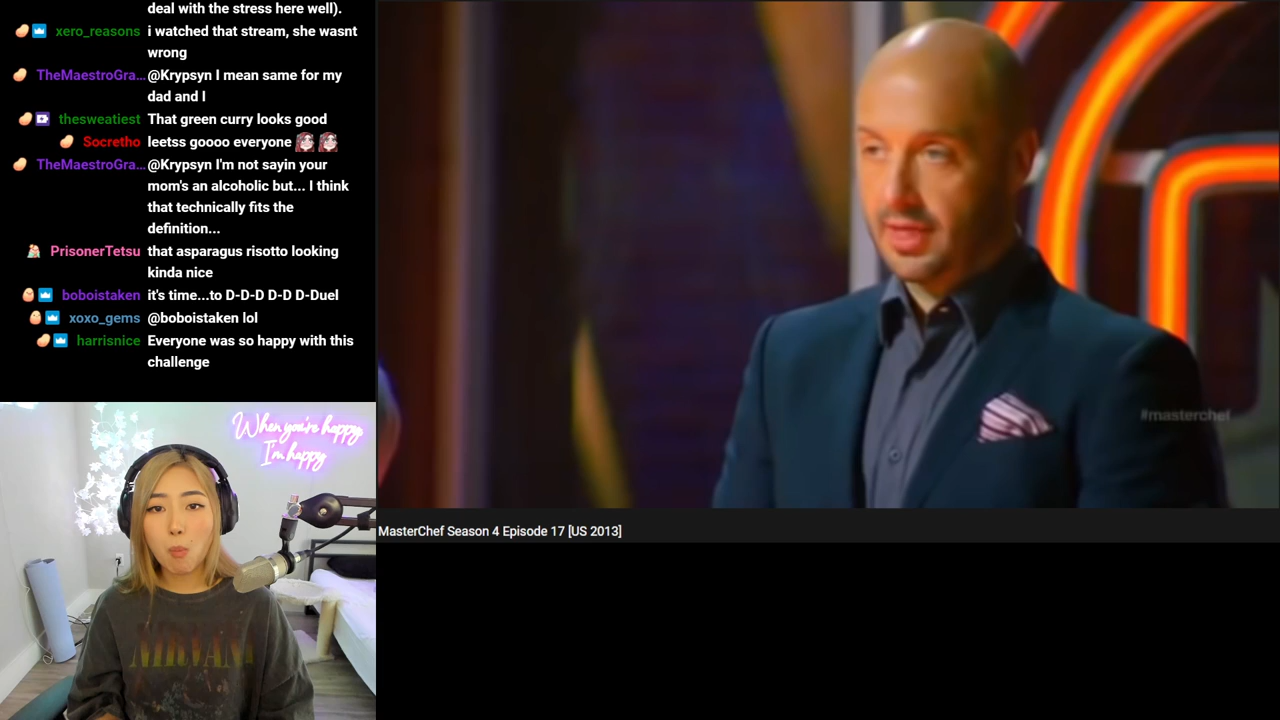 deal with the stress here well).
xero_reasons i watched that stream, she wasnt
wrong
TheMaestroGra... @Krypsyn I mean same for my
dad and I
thesweatiest That green curry looks good
Socretho leetss goooo everyone
TheMaestroGra... @Krypsyn I'm not sayin your
mom's an alcoholic but... I think
that technically fits the
definition...
PrisonerTetsu that asparagus risotto looking
kinda nice
boboistaken it's time...to D-D-D D-D D-Duel
xoxo_gems @boboistaken lol
harrisnice Everyone was so happy with this
challenge
#masterchef
When you're happy
I'm happy
MasterChef Season 4 Episode 17 [US 2013]
NIRVANA